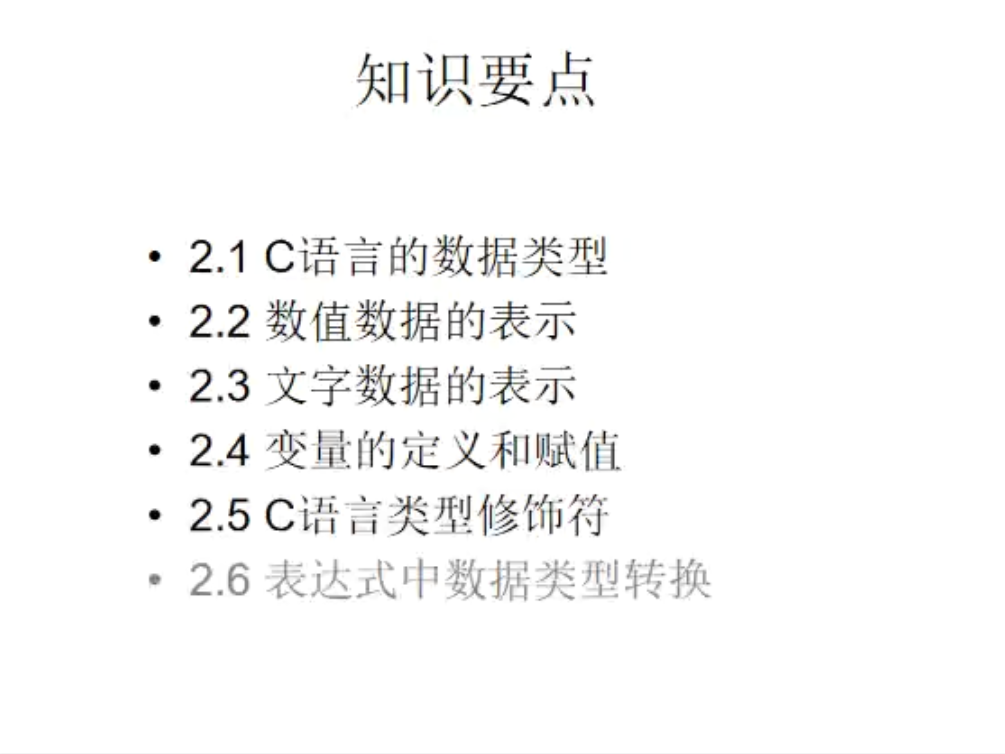 知识要点
• 2.1 C语言的数据类型
• 2.2 数值数据的表示
• 2.3 文字数据的表示
• 2.4 变量的定义和赋值
• 2.5 C语言类型修饰符
• 2.6 表达式中数据类型转换